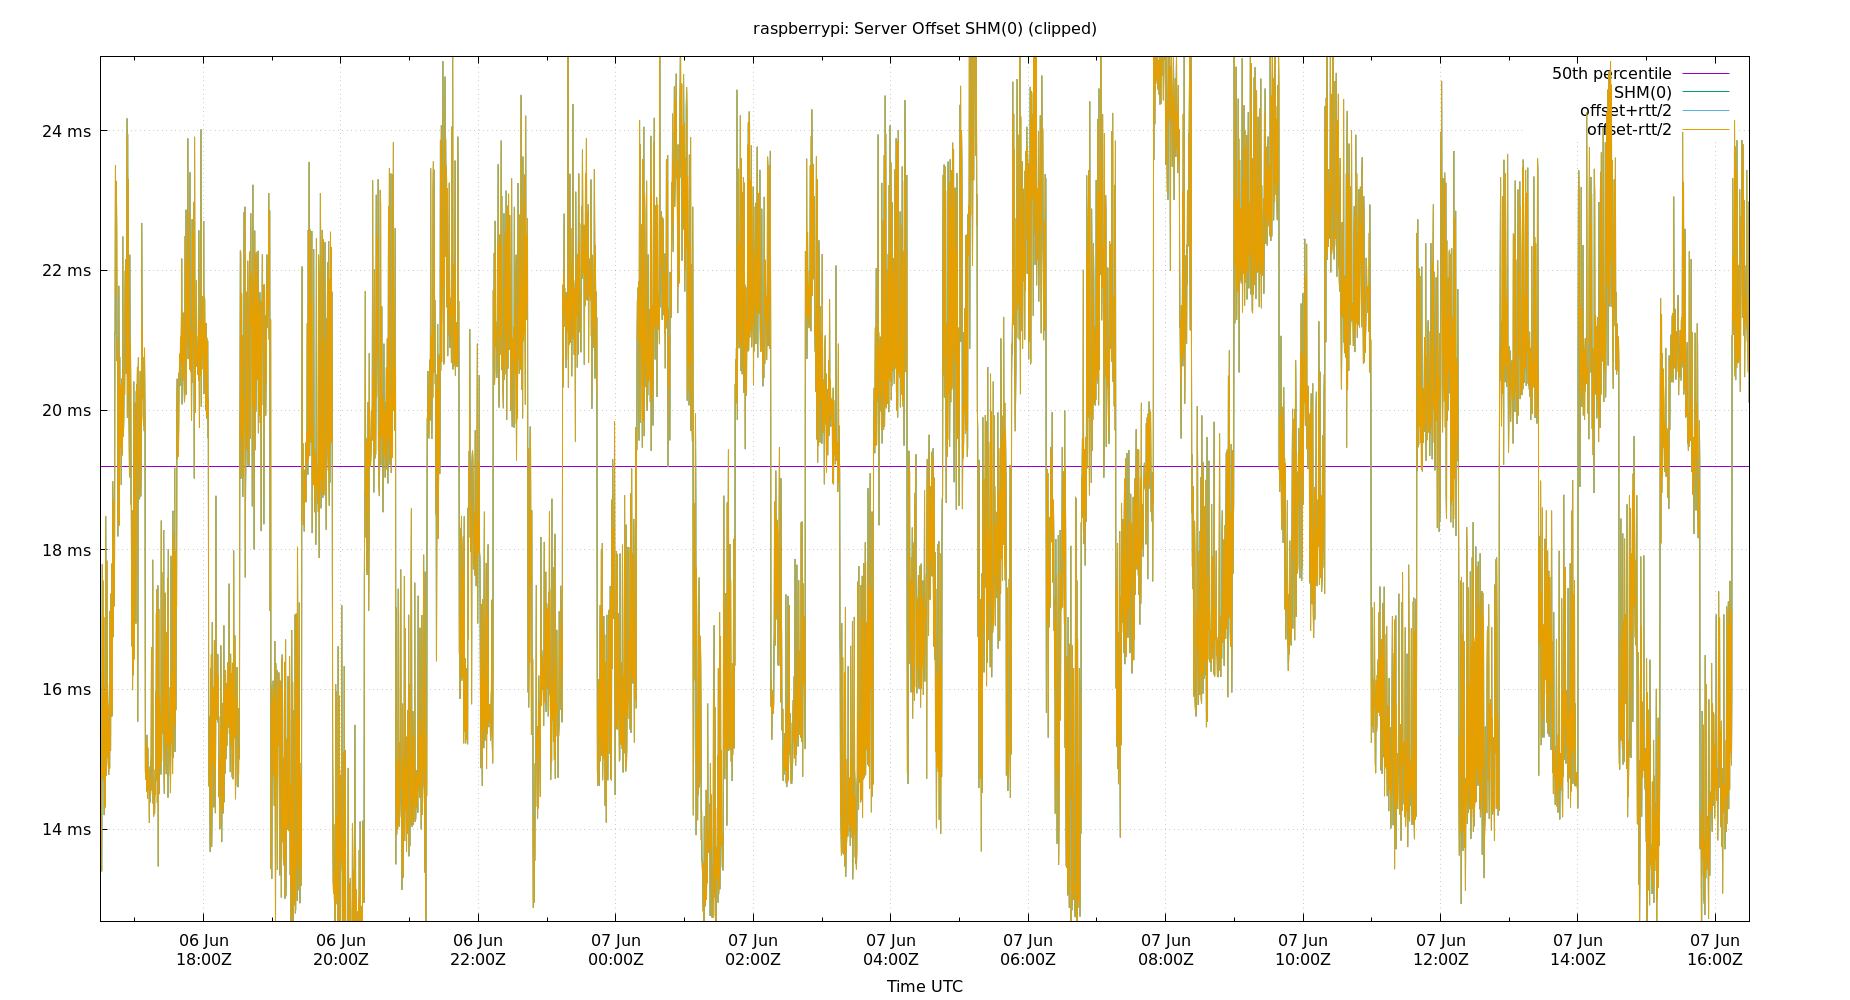 raspberrypi: Server Offset SHM(0) (clipped)
50th percentile
SHM(0)
offset+rtt/2
offset-rtt/2
24 ms
22 ms
20 ms
18 ms
16 ms
14 ms
06 Jun 06 Jun 06 Jun 07 Jun 07 Jun 07 Jun 07 Jun 07 Jun 07 Jun 07 Jun 07 Jun 07 Jun
18:00Z 20:00Z 22:00Z 00:00Z 02:00Z 04:00Z 06:00Z 08:00Z 10:00Z 12:00Z 14:00Z 16:00Z
Time UTC